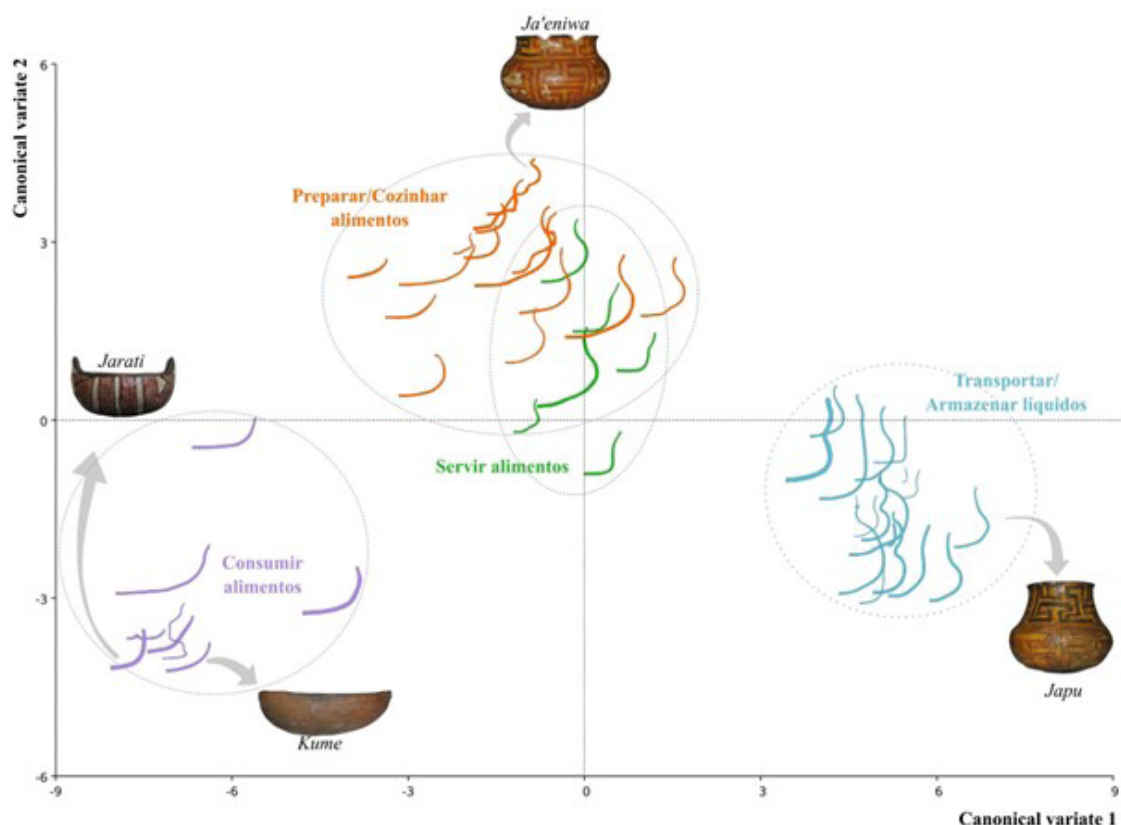 Ja'eniwa
6
Canonical variate 2
Preparar/Cozinhar
alimentos
3
Jarati
Transportar/
Armazenar líquidos
0
Servir alimentos
Consumir
alimentos
-3
Japu
Kume
-6
-9
-6
-3
0
3
6
9
Canonical variate 1